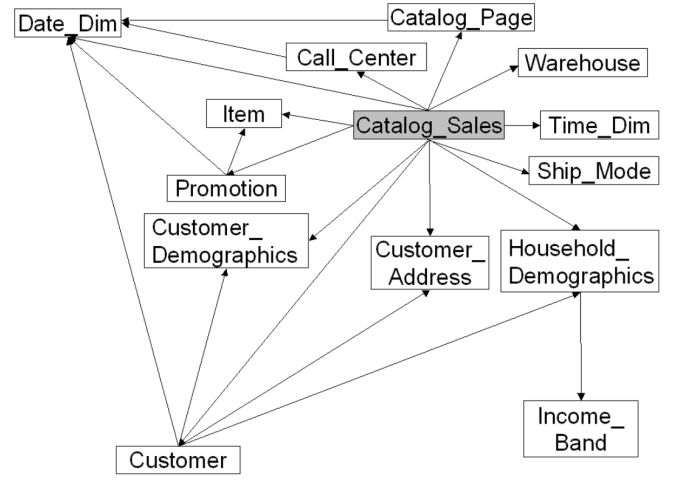 Date_Dim
Catalog_Page
Call_Center
Warehouse
Item
Catalog_Sales
Time_Dim
Promotion
Ship_Mode
Customer_
Demographics
Customer_
Address
Household_
Demographics
Income_
Band
Customer